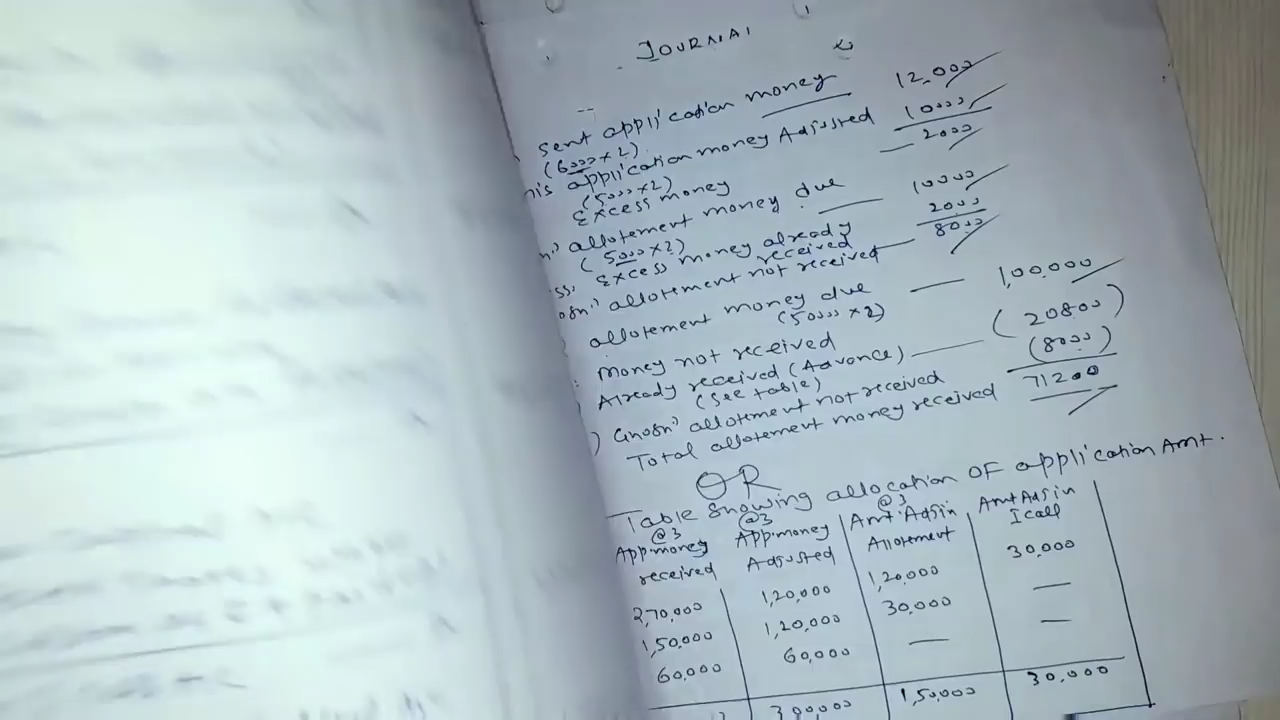 JOURNAL
sent application money 12,000
(6000 x 2)
application money Adjusted 10000
(5000 x 2)
Excess money — 2000
allotement money due — 10000
(5000 x 2)
Excess money already received 2000
allotement not received — 8000
allotement money due — 1,00,000
(50000 x 2)
money not received
Already received (Advance) — (20800)
(See table)
allotement not received (8000)
Total allotement money received 71200
OR
Table Showing allocation OF application Amt.
App. money received @3 | App. money Adjusted @3 | Amt. Adj in Allotement @3 | Amt Adj in I call
2,70,000 | 1,20,000 | 1,20,000 | 30,000
1,50,000 | 1,20,000 | 30,000 | —
60,000 | 60,000 | — | —
300000 | 1,50,000 | 30,000